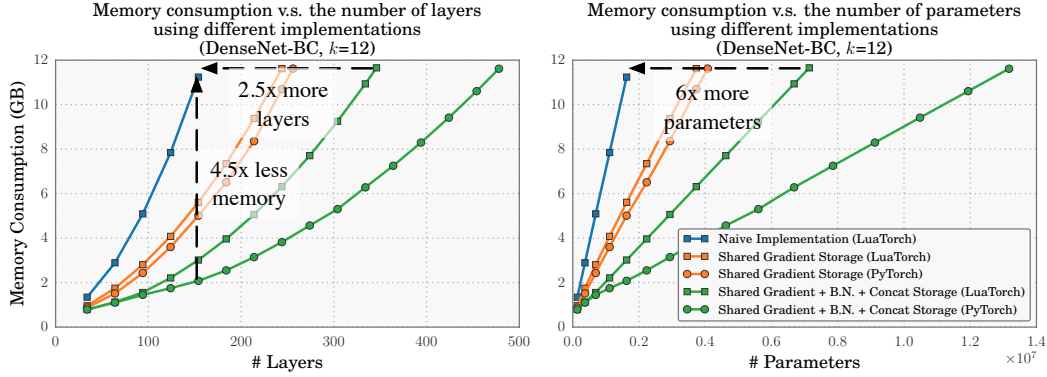 Memory consumption v.s. the number of layers
using different implementations
(DenseNet-BC, k=12)
12
10
8
6
4
2
0
Memory Consumption (GB)
2.5x more
layers
4.5x less
memory
0
100
200
300
400
500
# Layers
Memory consumption v.s. the number of parameters
using different implementations
(DenseNet-BC, k=12)
12
10
8
6
4
2
0
6x more
parameters
Naive Implementation (LuaTorch)
Shared Gradient Storage (LuaTorch)
Shared Gradient Storage (PyTorch)
Shared Gradient + B.N. + Concat Storage (LuaTorch)
Shared Gradient + B.N. + Concat Storage (PyTorch)
0.0
0.2
0.4
0.6
0.8
1.0
1.2
1.4
×10⁷
# Parameters